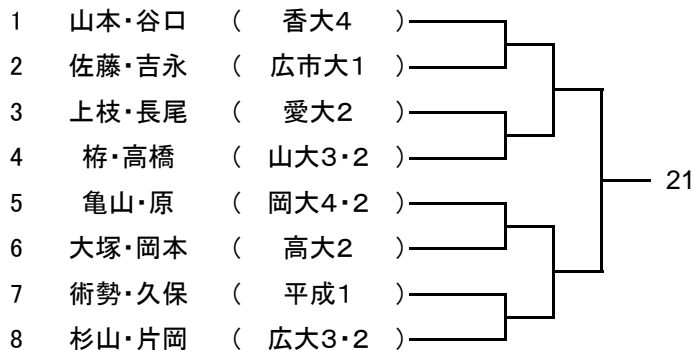 1 山本・谷口 ( 香大4 )
2 佐藤・吉永 ( 広市大1 )
3 上枝・長尾 ( 愛大2 )
4 栫・高橋 ( 山大3・2 )
21
5 亀山・原 ( 岡大4・2 )
6 大塚・岡本 ( 高大2 )
7 術勢・久保 ( 平成1 )
8 杉山・片岡 ( 広大3・2 )